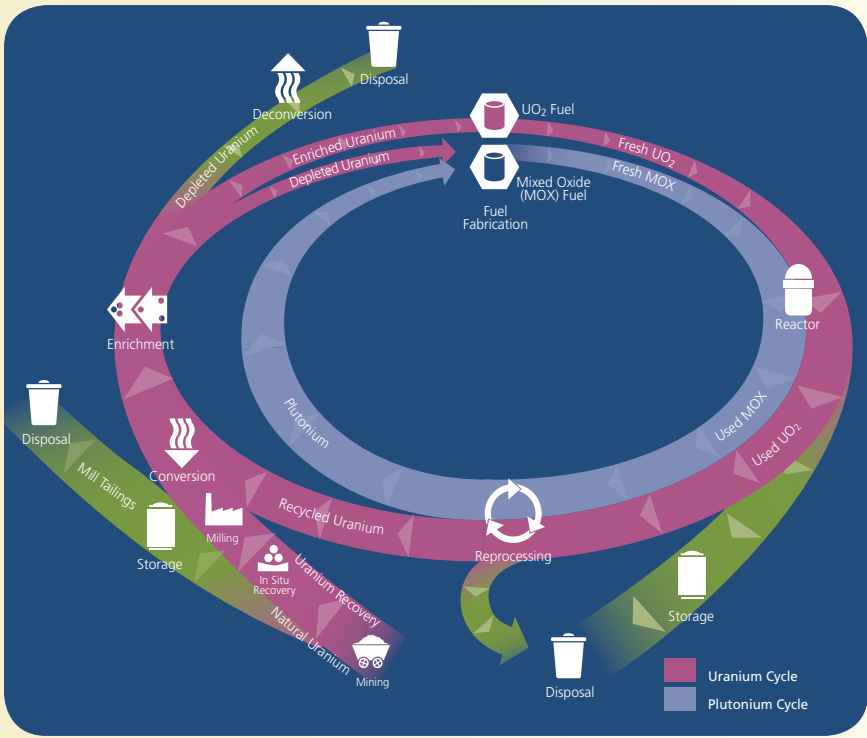 Disposal
Deconversion
Depleted Uranium
Enriched Uranium
Depleted Uranium
UO₂ Fuel
Fresh UO₂
Fresh MOX
Mixed Oxide
(MOX) Fuel
Fuel
Fabrication
Reactor
Enrichment
Disposal
Plutonium
Used MOX
Used UO₂
Conversion
Mill Tailings
Recycled Uranium
Milling
Reprocessing
Storage
In Situ
Recovery
Uranium Recovery
Natural Uranium
Storage
Mining
Disposal
Uranium Cycle
Plutonium Cycle